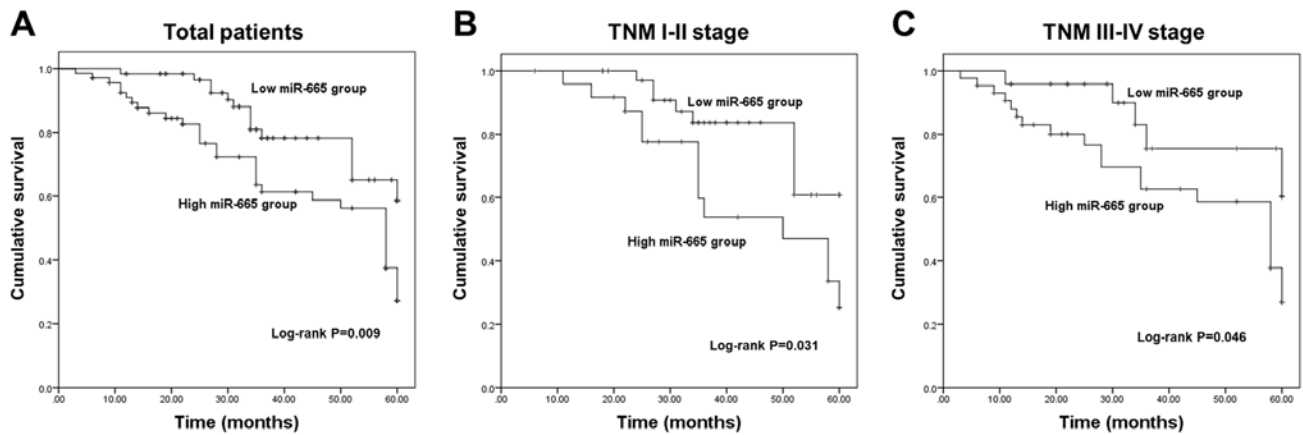 A
Total patients
Cumulative survival
1.0
0.8
0.6
0.4
0.2
0.0
Low miR-665 group
High miR-665 group
Log-rank P=0.009
.00 10.00 20.00 30.00 40.00 50.00 60.00
Time (months)
B
TNM I-II stage
Cumulative survival
1.0
0.8
0.6
0.4
0.2
0.0
Low miR-665 group
High miR-665 group
Log-rank P=0.031
.00 10.00 20.00 30.00 40.00 50.00 60.00
Time (months)
C
TNM III-IV stage
Cumulative survival
1.0
0.8
0.6
0.4
0.2
0.0
Low miR-665 group
High miR-665 group
Log-rank P=0.046
.00 10.00 20.00 30.00 40.00 50.00 60.00
Time (months)